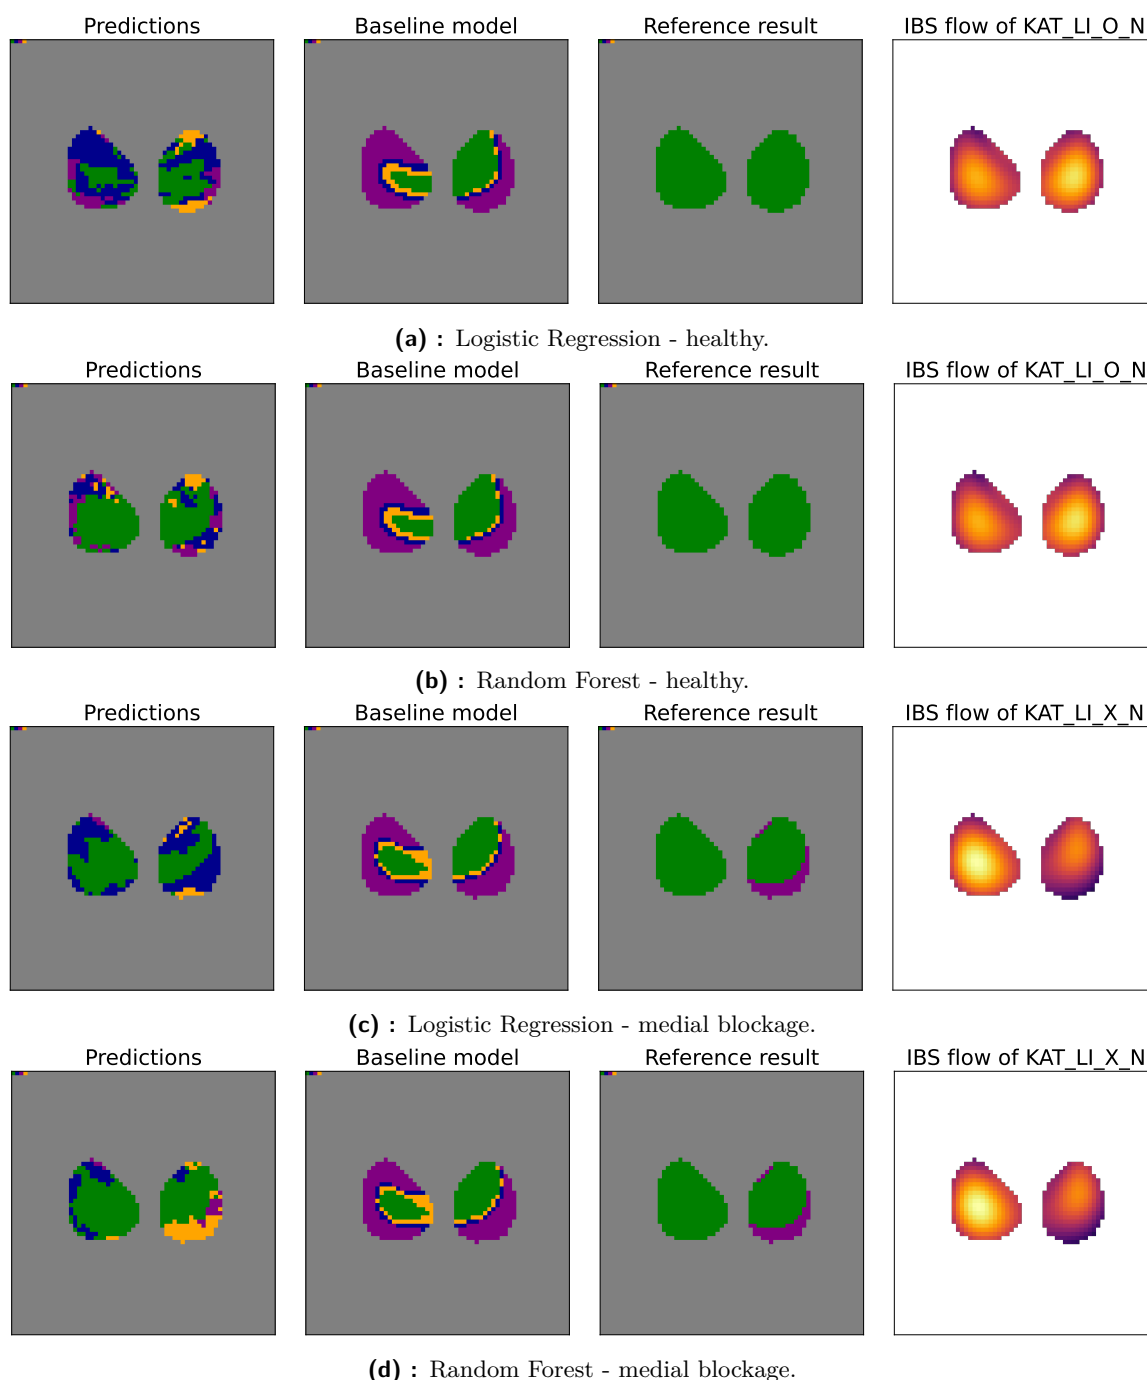 Predictions Baseline model Reference result IBS flow of KAT_LI_O_N
(a) : Logistic Regression - healthy.
Predictions Baseline model Reference result IBS flow of KAT_LI_O_N
(b) : Random Forest - healthy.
Predictions Baseline model Reference result IBS flow of KAT_LI_X_N
(c) : Logistic Regression - medial blockage.
Predictions Baseline model Reference result IBS flow of KAT_LI_X_N
(d) : Random Forest - medial blockage.